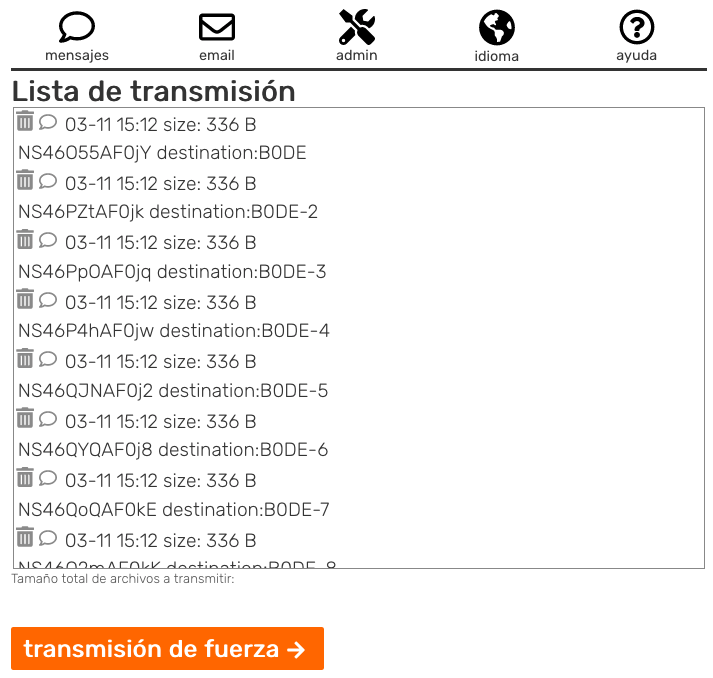 mensajes email admin idioma ayuda
Lista de transmisión
03-11 15:12 size: 336 B
NS46O55AF0jY destination:B0DE
03-11 15:12 size: 336 B
NS46PZtAF0jk destination:B0DE-2
03-11 15:12 size: 336 B
NS46PpOAF0jq destination:B0DE-3
03-11 15:12 size: 336 B
NS46P4hAF0jw destination:B0DE-4
03-11 15:12 size: 336 B
NS46QJNAF0j2 destination:B0DE-5
03-11 15:12 size: 336 B
NS46QYQAF0j8 destination:B0DE-6
03-11 15:12 size: 336 B
NS46QoQAF0kE destination:B0DE-7
03-11 15:12 size: 336 B
destination:B0DE-8
Tamaño total de archivos a transmitir:
transmisión de fuerza →